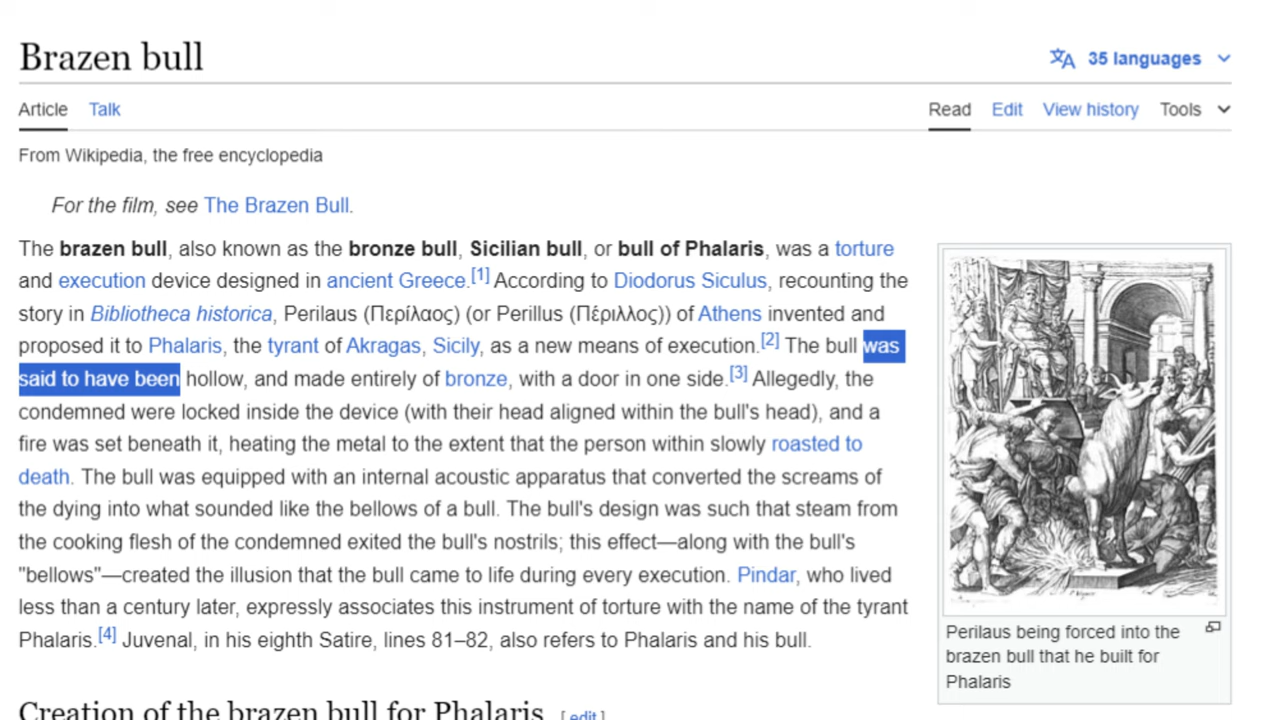 Brazen bull
35 languages
Article Talk Read Edit View history Tools
From Wikipedia, the free encyclopedia
For the film, see The Brazen Bull.
The brazen bull, also known as the bronze bull, Sicilian bull, or bull of Phalaris, was a torture
and execution device designed in ancient Greece.[1] According to Diodorus Siculus, recounting the
story in Bibliotheca historica, Perilaus (Περίλαος) (or Perillus (Πέριλλος)) of Athens invented and
proposed it to Phalaris, the tyrant of Akragas, Sicily, as a new means of execution.[2] The bull was
said to have been hollow, and made entirely of bronze, with a door in one side.[3] Allegedly, the
condemned were locked inside the device (with their head aligned within the bull's head), and a
fire was set beneath it, heating the metal to the extent that the person within slowly roasted to
death. The bull was equipped with an internal acoustic apparatus that converted the screams of
the dying into what sounded like the bellows of a bull. The bull's design was such that steam from
the cooking flesh of the condemned exited the bull's nostrils; this effect—along with the bull's
"bellows"—created the illusion that the bull came to life during every execution. Pindar, who lived
less than a century later, expressly associates this instrument of torture with the name of the tyrant
Phalaris.[4] Juvenal, in his eighth Satire, lines 81–82, also refers to Phalaris and his bull.
Perilaus being forced into the
brazen bull that he built for
Phalaris
Creation of the brazen bull for Phalaris [edit]